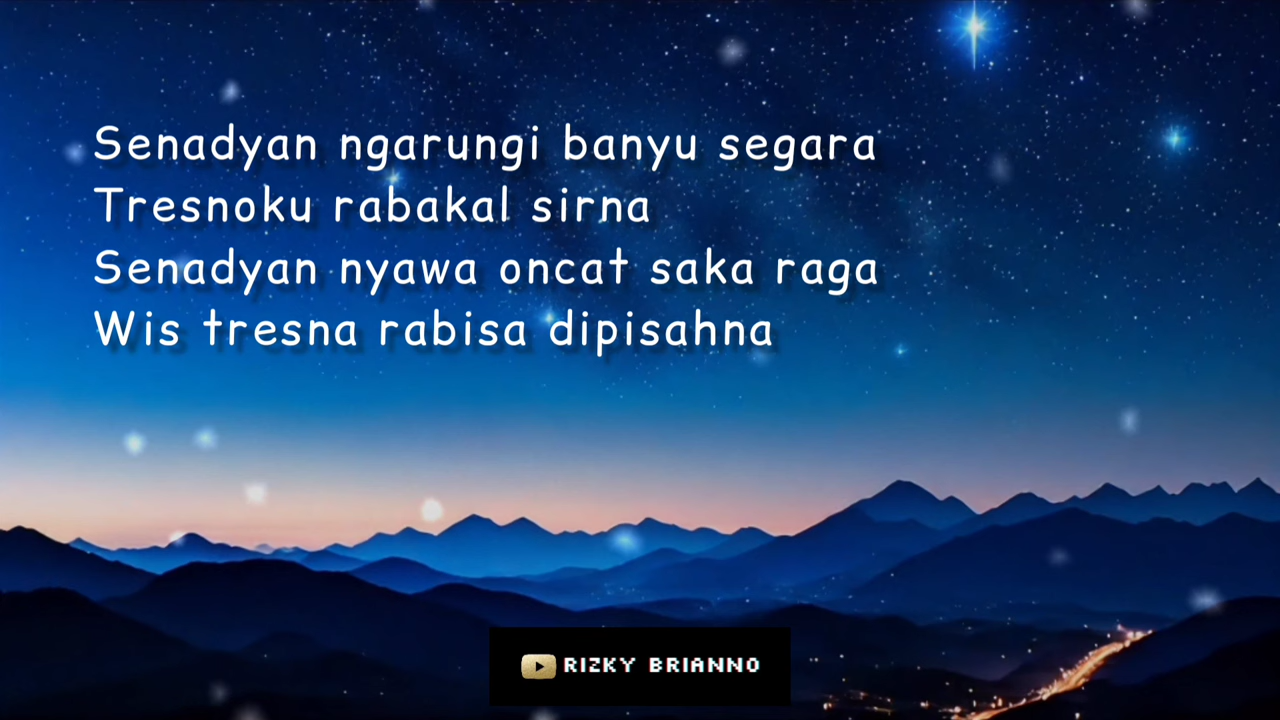 Senadyan ngarungi banyu segara
Tresnoku rabakal sirna
Senadyan nyawa oncat saka raga
Wis tresna rabisa dipisahna
RIZKY BRIANNO